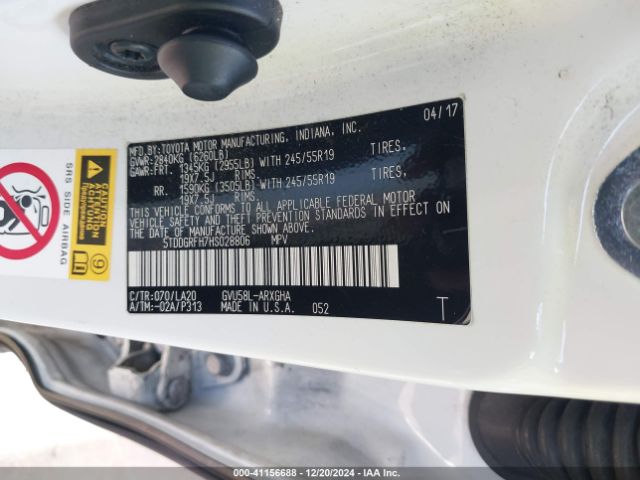 MFD.BY:TOYOTA MOTOR MANUFACTURING, INDIANA, INC. 04/17
GVWR:2840KG (6260LB)
GAWR:FRT. 1345KG (2955LB) WITH 245/55R19 TIRES,
19X7.5J RIMS
RR. 1590KG (3505LB) WITH 245/55R19 TIRES,
19X7.5J RIMS
THIS VEHICLE CONFORMS TO ALL APPLICABLE FEDERAL MOTOR
VEHICLE SAFETY, BUMPER, AND THEFT PREVENTION STANDARDS IN EFFECT
ON THE DATE OF MANUFACTURE SHOWN ABOVE.
5TDDGRFH7HS028806 MPV
C/TR:070/LA20 GVU58L-ARXGHA
A/TM:-02A/P313 MADE IN U.S.A. 052 T
SRS SIDE AIRBAG
9
GVO-41156688 | 12/20/2024 | IAA Inc.